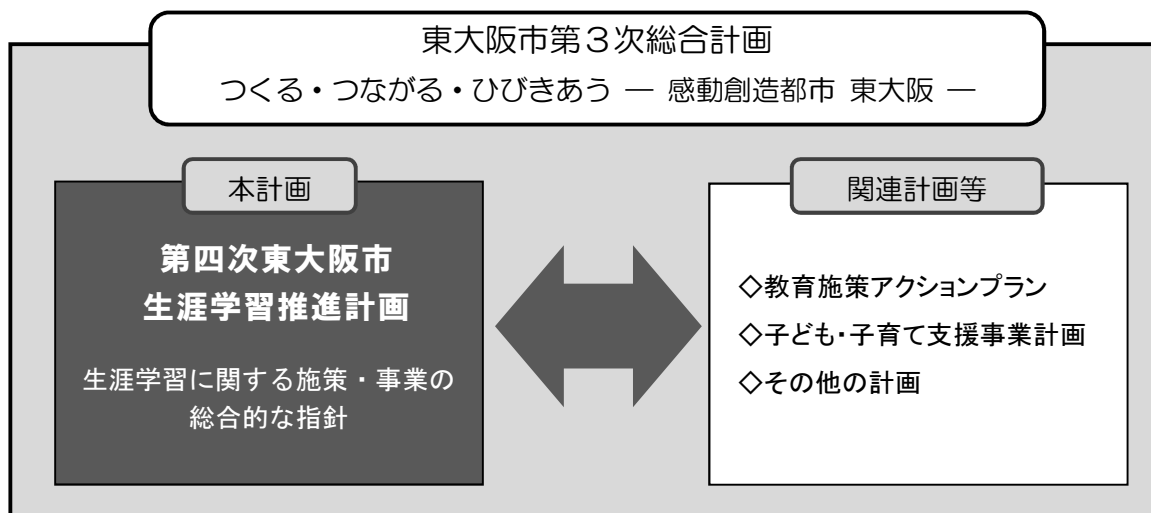 東大阪市第３次総合計画
つくる・つながる・ひびきあう ― 感動創造都市 東大阪 ―
本計画
第四次東大阪市
生涯学習推進計画
生涯学習に関する施策・事業の
総合的な指針
関連計画等
◇教育施策アクションプラン
◇子ども・子育て支援事業計画
◇その他の計画